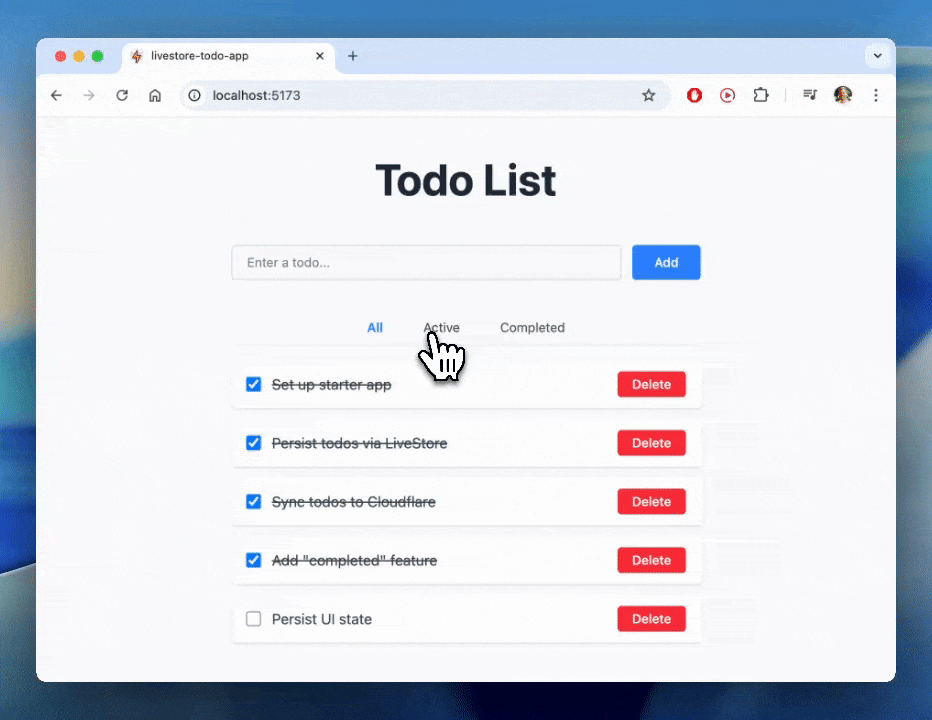 livestore-todo-app
localhost:5173
Todo List
Enter a todo... Add
All Active Completed
Set up starter app Delete
Persist todos via LiveStore Delete
Sync todos to Cloudflare Delete
Add "completed" feature Delete
Persist UI state Delete